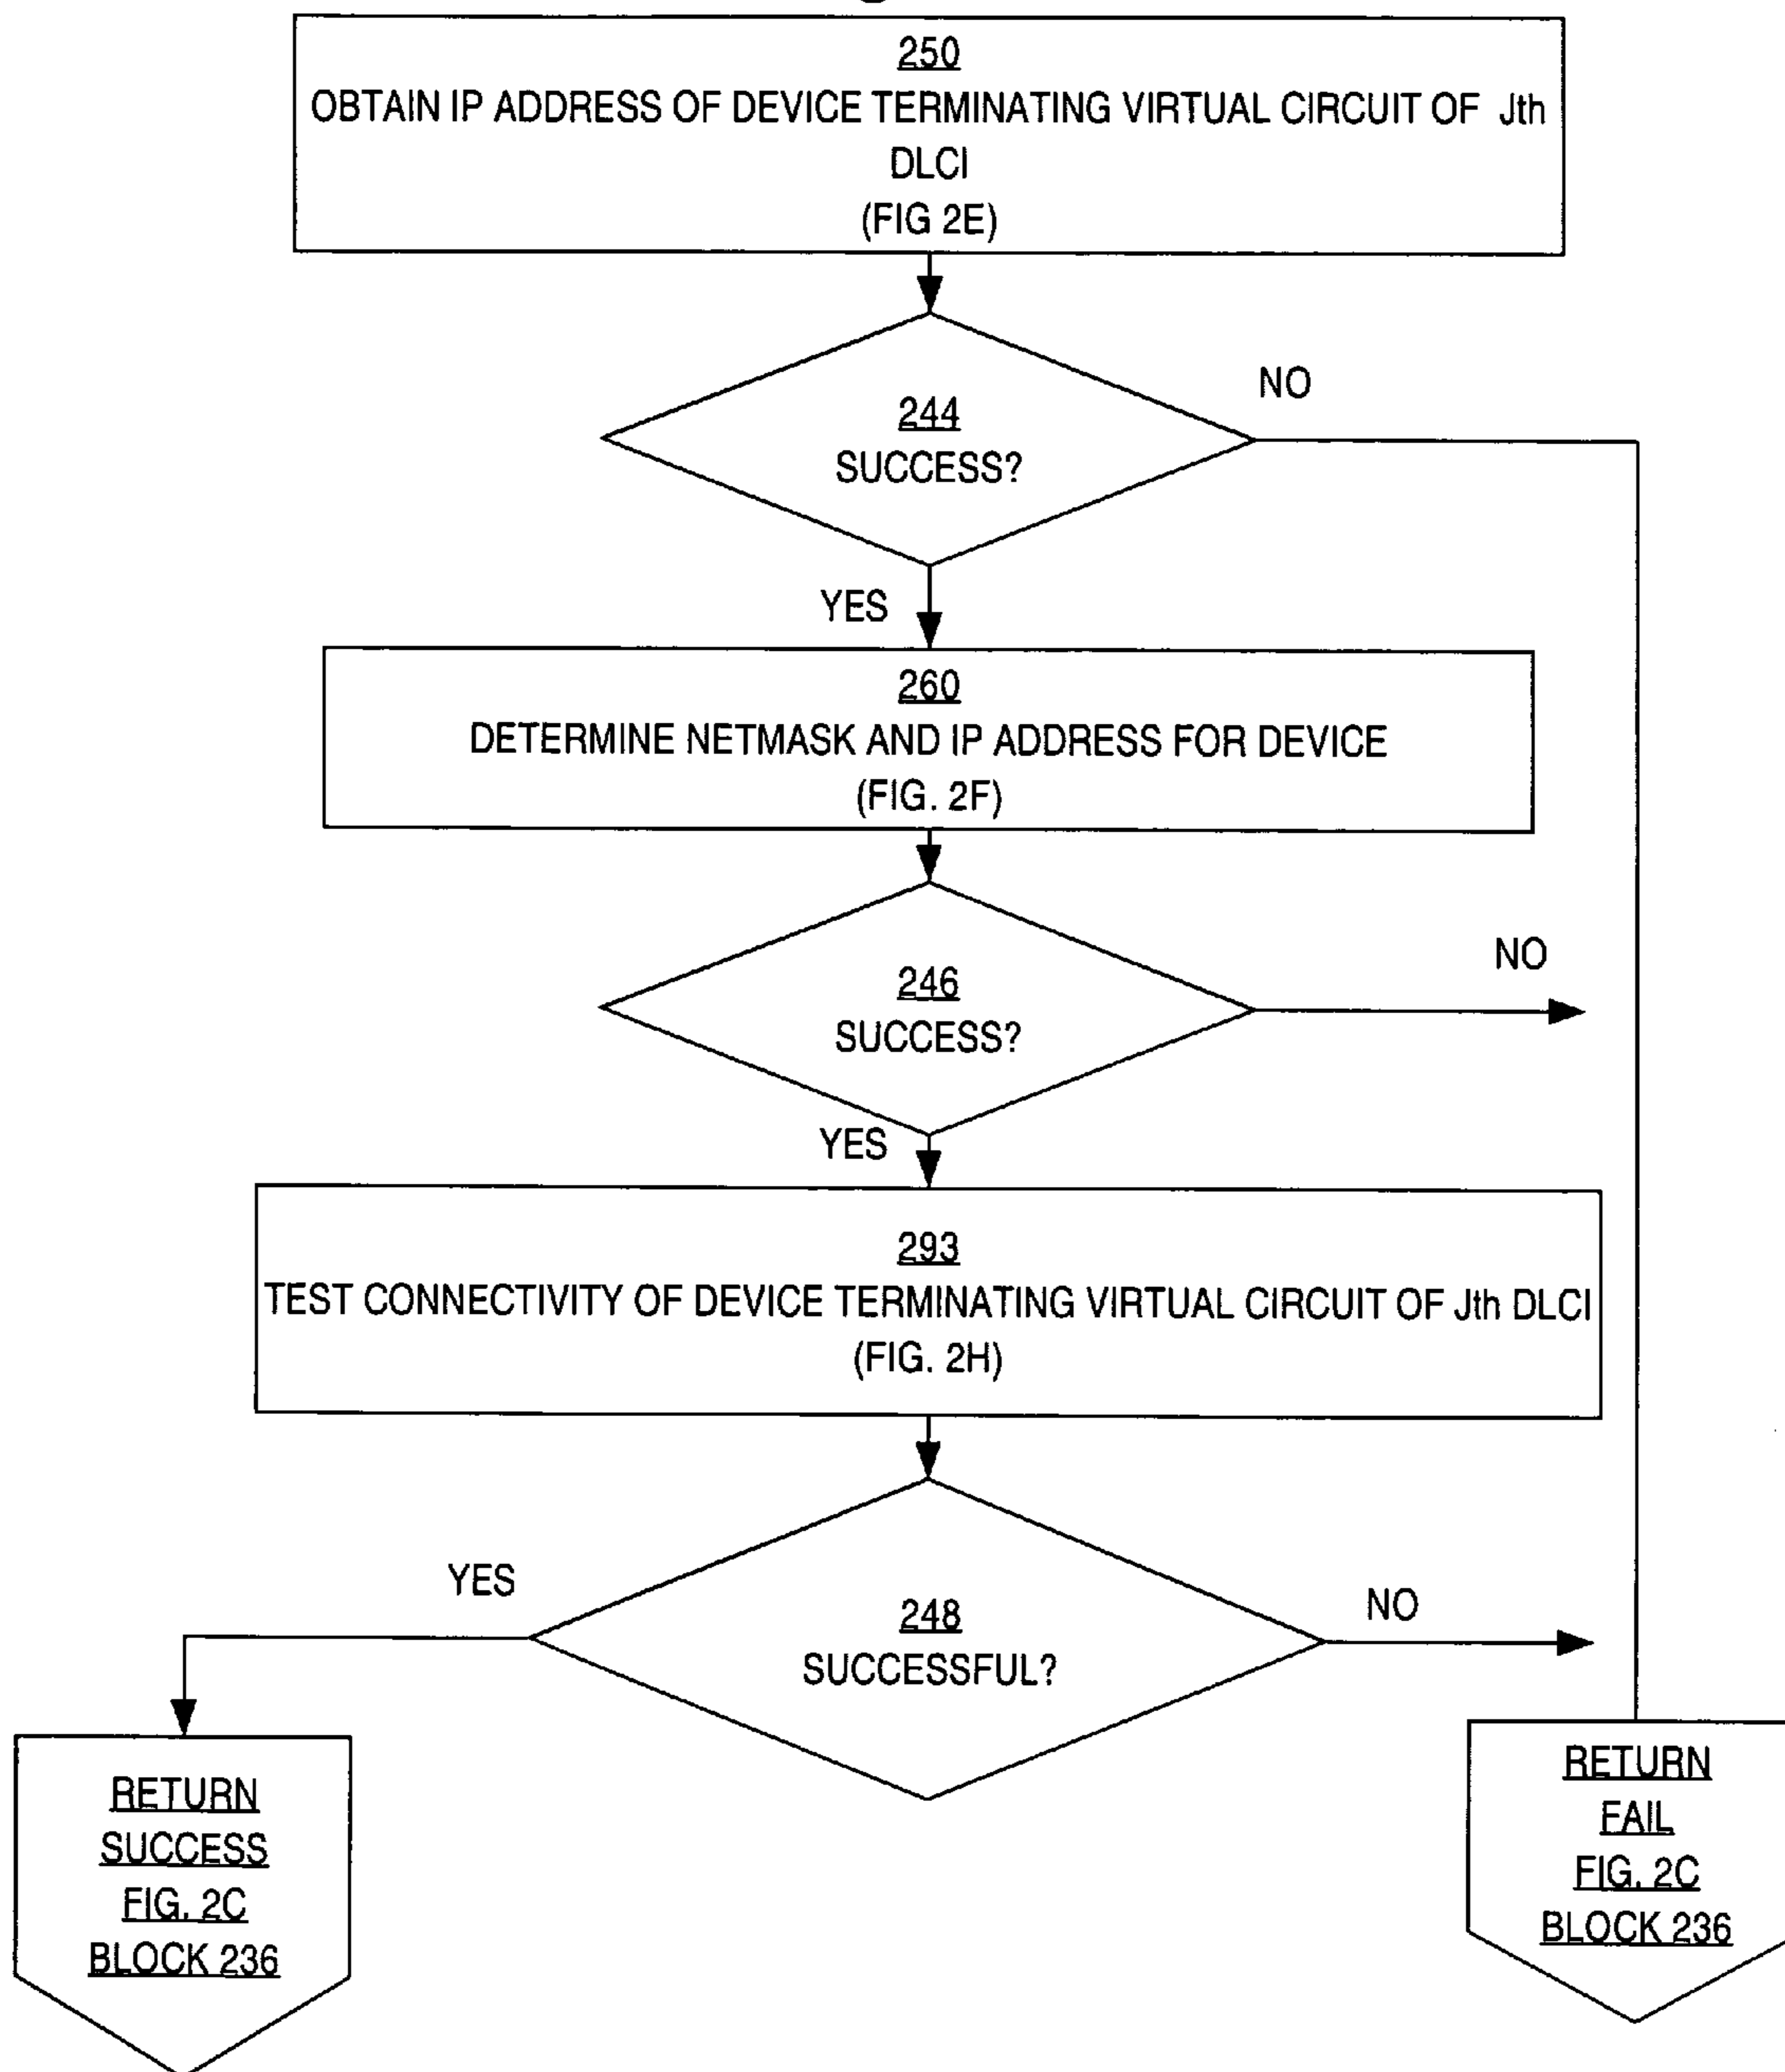 250
OBTAIN IP ADDRESS OF DEVICE TERMINATING VIRTUAL CIRCUIT OF Jth
DLCI
(FIG 2E)
244
SUCCESS?
NO
YES
260
DETERMINE NETMASK AND IP ADDRESS FOR DEVICE
(FIG. 2F)
246
SUCCESS?
NO
YES
293
TEST CONNECTIVITY OF DEVICE TERMINATING VIRTUAL CIRCUIT OF Jth DLCI
(FIG. 2H)
248
SUCCESSFUL?
YES
NO
RETURN
SUCCESS
FIG. 2C
BLOCK 236
RETURN
FAIL
FIG. 2C
BLOCK 236